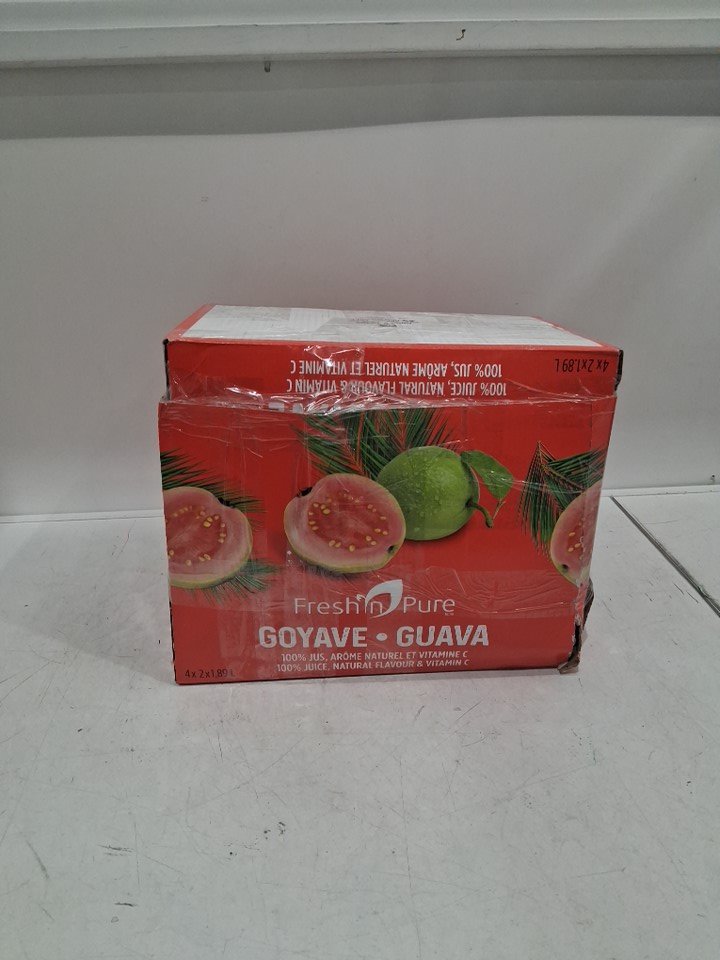 4 x 2 x 1.89 L
100% JUS, ARÔME NATUREL ET VITAMINE C
100% JUICE, NATURAL FLAVOUR & VITAMIN C
Fresh'n Pure
GOYAVE • GUAVA
100% JUS, ARÔME NATUREL ET VITAMINE C
100% JUICE, NATURAL FLAVOUR & VITAMIN C
4 x 2 x 1.89 L